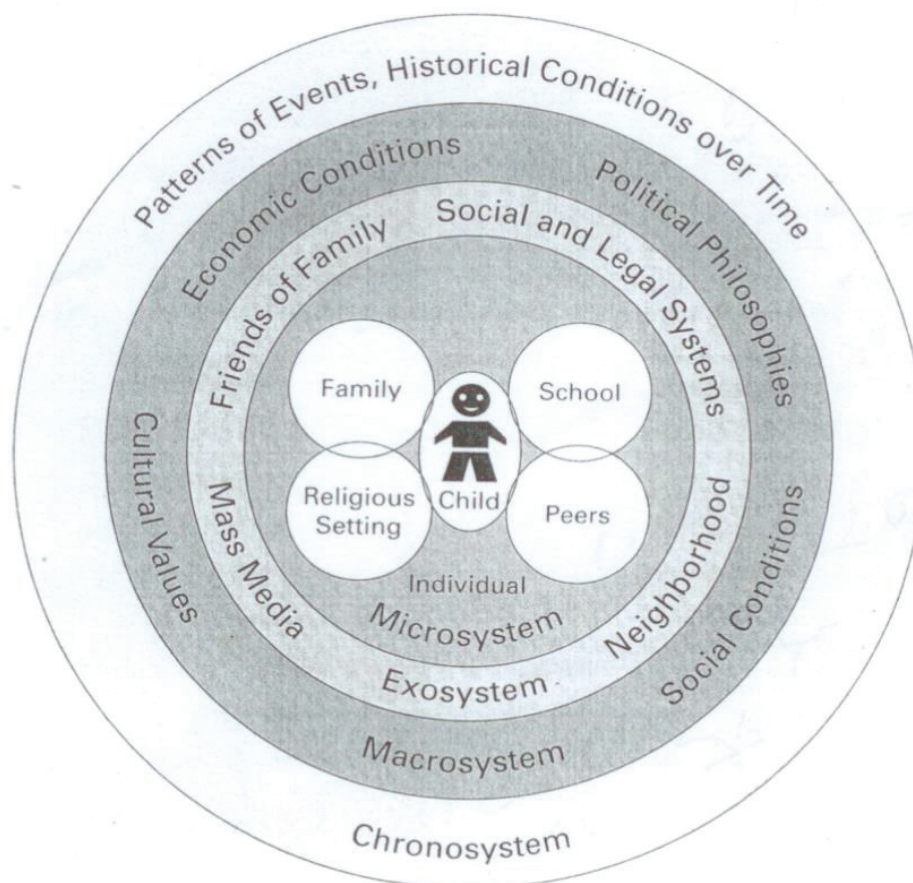 Patterns of Events, Historical Conditions over Time
Economic Conditions
Political Philosophies
Friends of Family
Social and Legal Systems
Family
School
Child
Religious
Setting
Peers
Cultural Values
Mass Media
Neighborhood
Social Conditions
Individual
Microsystem
Exosystem
Macrosystem
Chronosystem